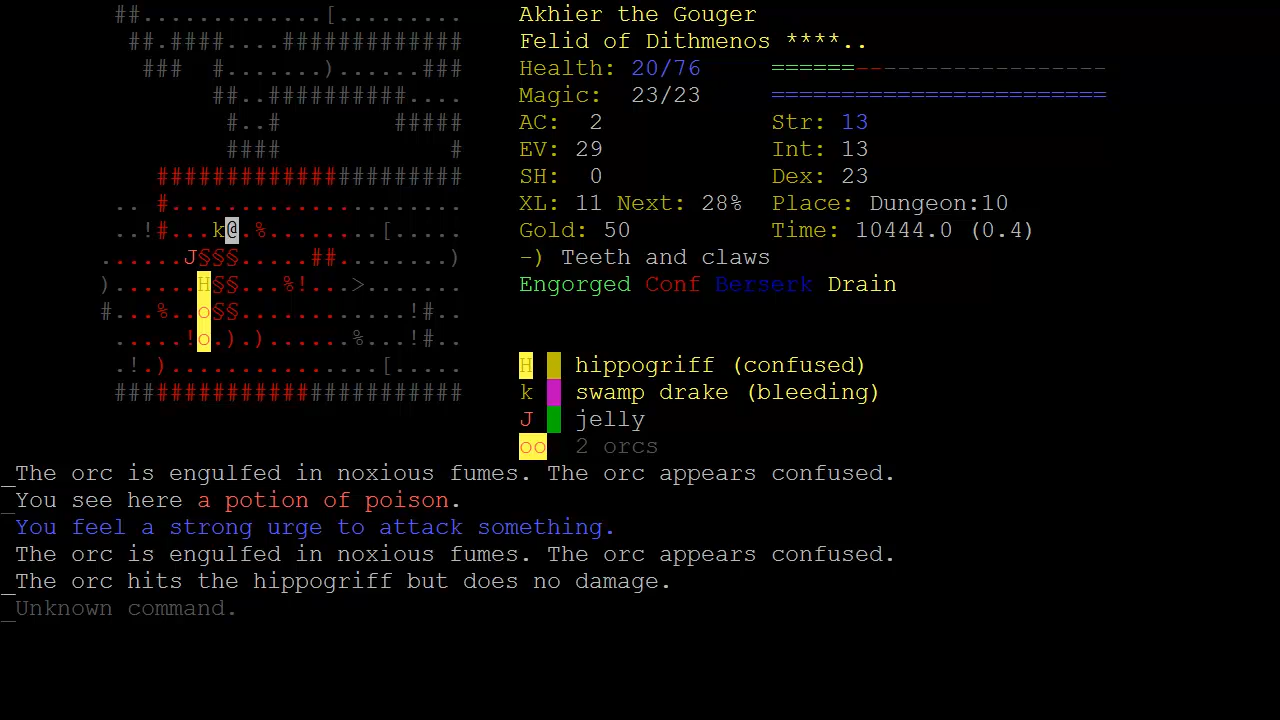 ##.............[......... Akhier the Gouger
##.####....############# Felid of Dithmenos ****..
### #.......)......### Health: 20/76 ========------------------
##..##########.... Magic: 23/23 ========================
#..# ##### AC: 2 Str: 13
#### # EV: 29 Int: 13
###################### SH: 0 Dex: 23
.. #..................... XL: 11 Next: 28% Place: Dungeon:10
..!#...k@.%........[..... Gold: 50 Time: 10444.0 (0.4)
......J§§§.....##........) -) Teeth and claws
)......H§§...%!...>....... Engorged Conf Berserk Drain
#...%..o§§............!#..
.....!o.).)......%...!#..
.!.)...............[..... H hippogriff (confused)
######################### k swamp drake (bleeding)
J jelly
oo 2 orcs
_The orc is engulfed in noxious fumes. The orc appears confused.
_You see here a potion of poison.
You feel a strong urge to attack something.
The orc is engulfed in noxious fumes. The orc appears confused.
_The orc hits the hippogriff but does no damage.
_Unknown command.